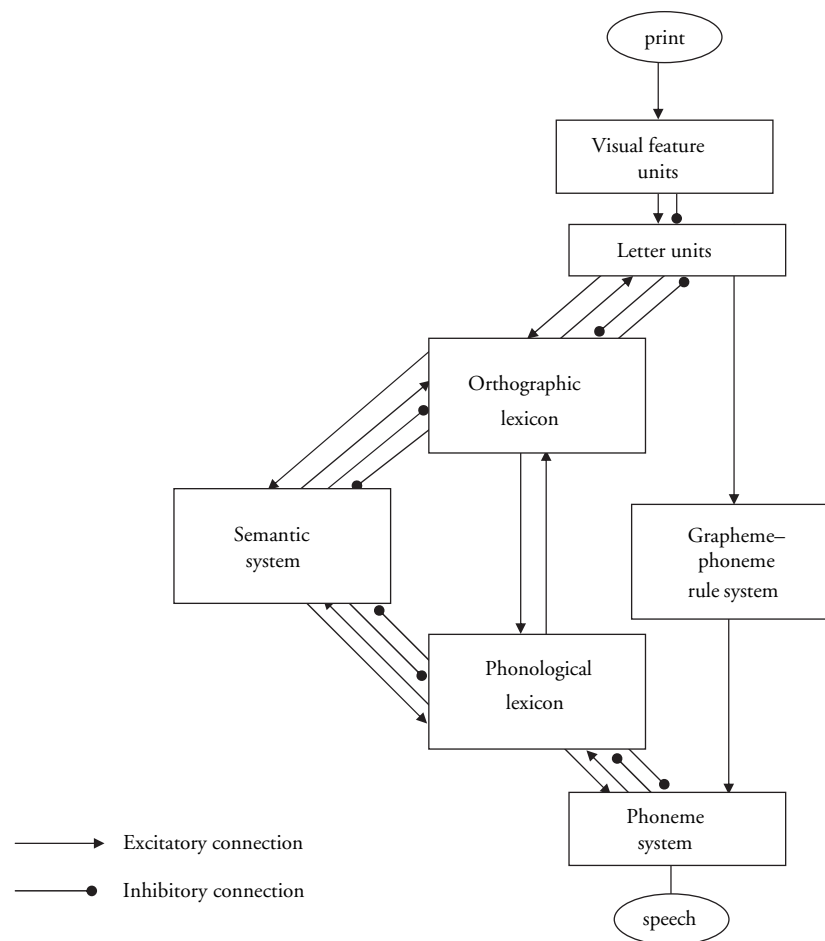 print
Visual feature
units
Letter units
Orthographic
lexicon
Semantic
system
Grapheme–
phoneme
rule system
Phonological
lexicon
Phoneme
system
Excitatory connection
Inhibitory connection
speech